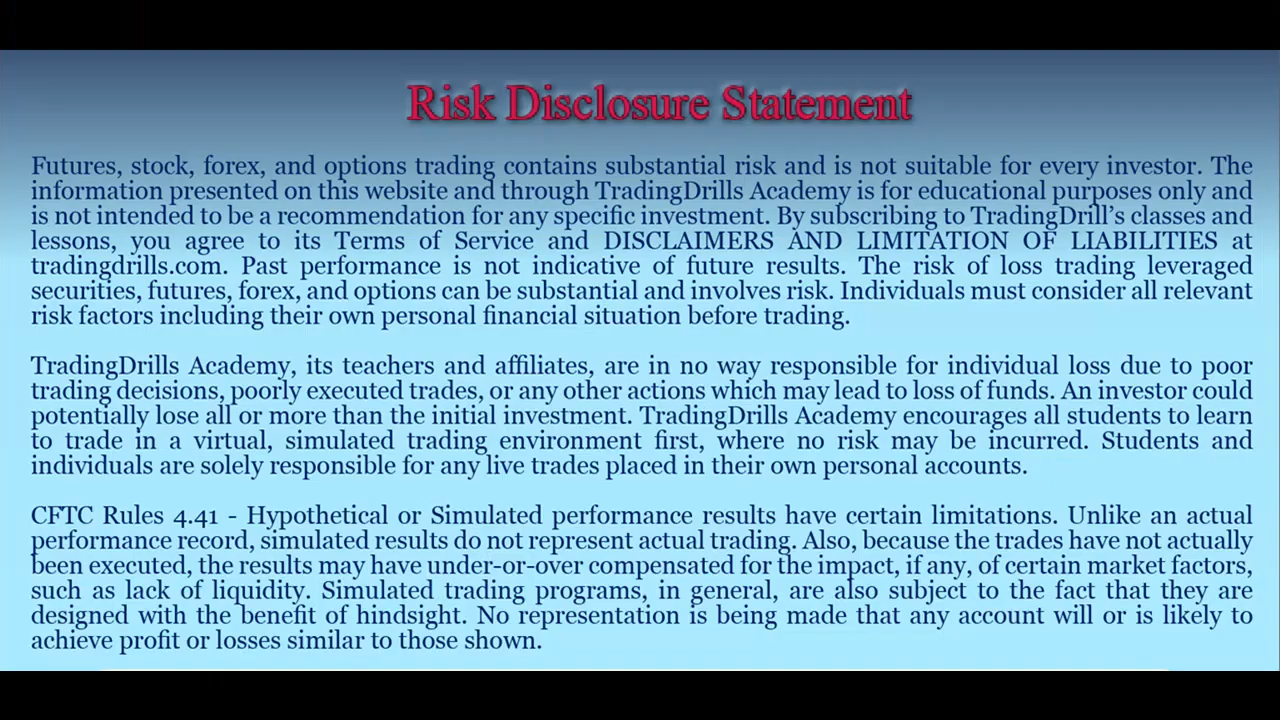 Risk Disclosure Statement
Futures, stock, forex, and options trading contains substantial risk and is not suitable for every investor. The
information presented on this website and through TradingDrills Academy is for educational purposes only and
is not intended to be a recommendation for any specific investment. By subscribing to TradingDrill’s classes and
lessons, you agree to its Terms of Service and DISCLAIMERS AND LIMITATION OF LIABILITIES at
tradingdrills.com. Past performance is not indicative of future results. The risk of loss trading leveraged
securities, futures, forex, and options can be substantial and involves risk. Individuals must consider all relevant
risk factors including their own personal financial situation before trading.
TradingDrills Academy, its teachers and affiliates, are in no way responsible for individual loss due to poor
trading decisions, poorly executed trades, or any other actions which may lead to loss of funds. An investor could
potentially lose all or more than the initial investment. TradingDrills Academy encourages all students to learn
to trade in a virtual, simulated trading environment first, where no risk may be incurred. Students and
individuals are solely responsible for any live trades placed in their own personal accounts.
CFTC Rules 4.41 - Hypothetical or Simulated performance results have certain limitations. Unlike an actual
performance record, simulated results do not represent actual trading. Also, because the trades have not actually
been executed, the results may have under-or-over compensated for the impact, if any, of certain market factors,
such as lack of liquidity. Simulated trading programs, in general, are also subject to the fact that they are
designed with the benefit of hindsight. No representation is being made that any account will or is likely to
achieve profit or losses similar to those shown.